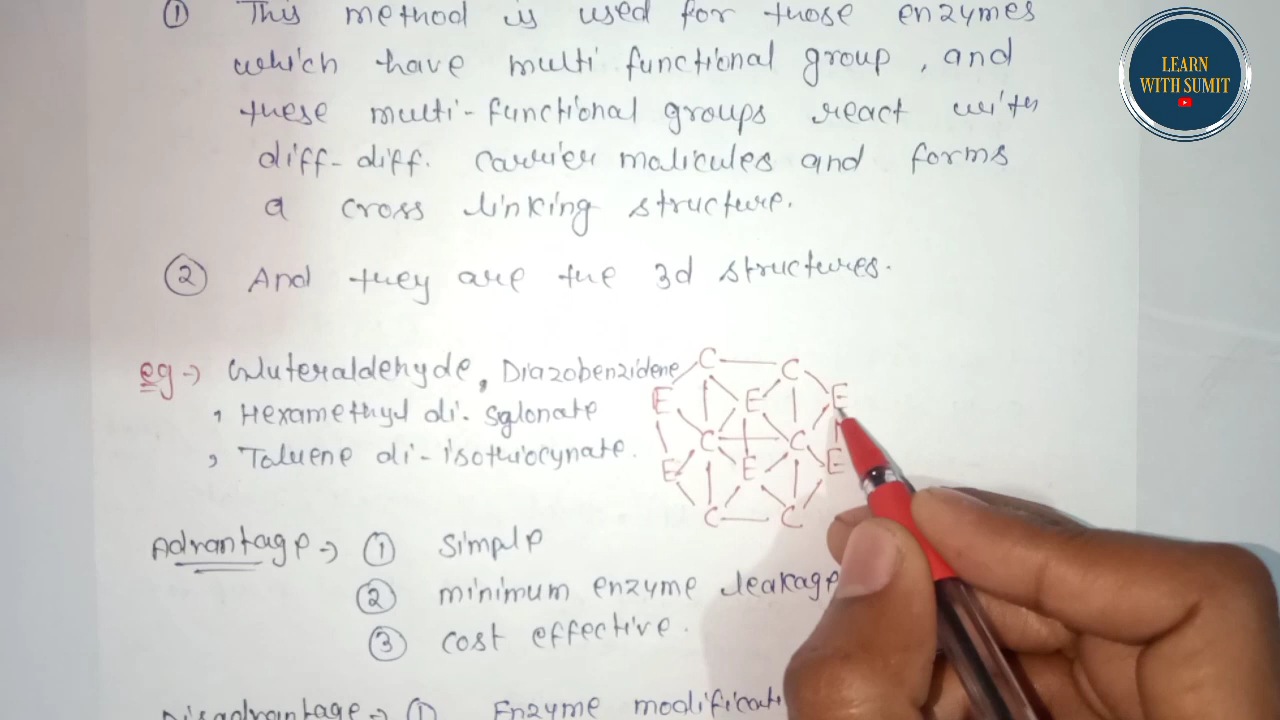 ① This method is used for those enzymes
which have multi functional group, and
these multi-functional groups react with
diff-diff. carrier malicules and forms
a cross linking structure.
② And they are the 3d structures.
eg → Gluteraldehyde, Diazobenzidene
, Hexamethyl di. Sglonate
, Toluene di-isothiocynate.
C C
E E E
C C
E E E
C C
Advantage → ① Simple
② minimum enzyme leakage
③ cost effective.
Disadvantage → ① Enzyme modificati
LEARN
WITH SUMIT